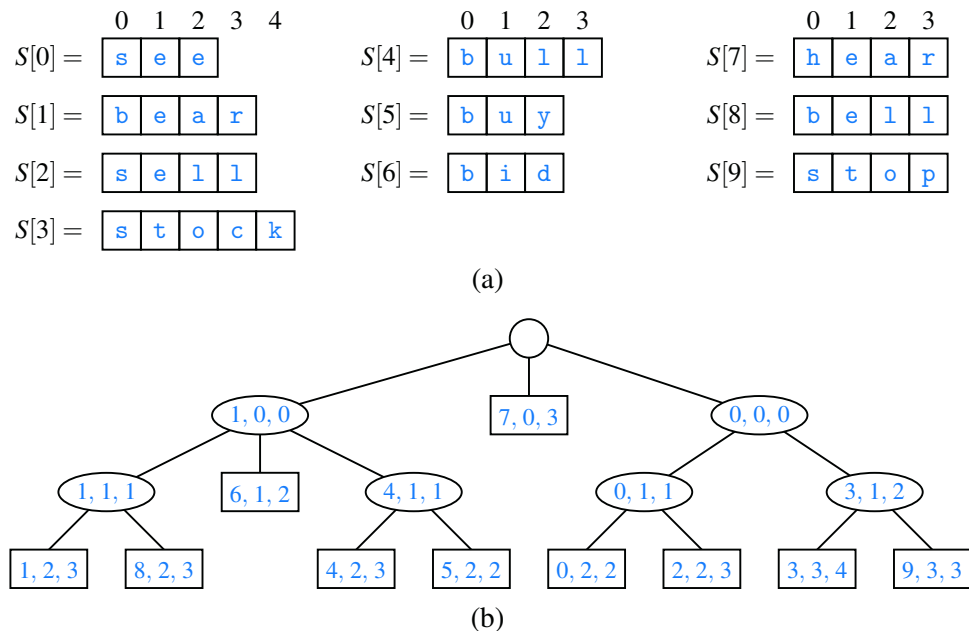 0 1 2 3 4 0 1 2 3 0 1 2 3
S[0] = s e e S[4] = b u l l S[7] = h e a r
S[1] = b e a r S[5] = b u y S[8] = b e l l
S[2] = s e l l S[6] = b i d S[9] = s t o p
S[3] = s t o c k
(a)
1, 0, 0 7, 0, 3 0, 0, 0
1, 1, 1 6, 1, 2 4, 1, 1 0, 1, 1 3, 1, 2
1, 2, 3 8, 2, 3 4, 2, 3 5, 2, 2 0, 2, 2 2, 2, 3 3, 3, 4 9, 3, 3
(b)